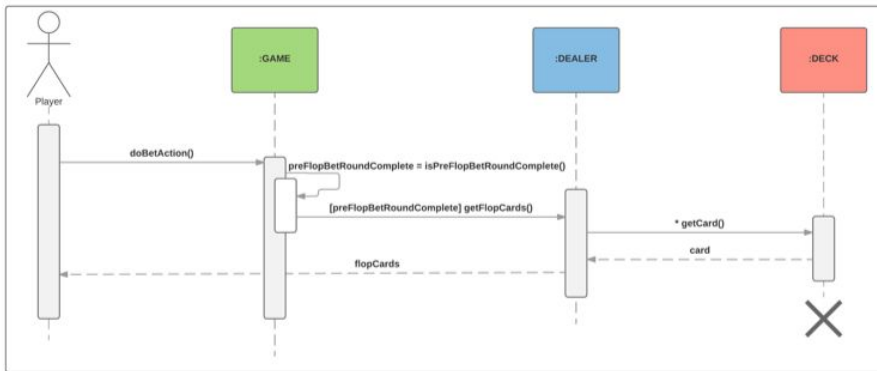 :GAME
:DEALER
:DECK
Player
doBetAction()
preFlopBetRoundComplete = isPreFlopBetRoundComplete()
[preFlopBetRoundComplete] getFlopCards()
* getCard()
card
flopCards